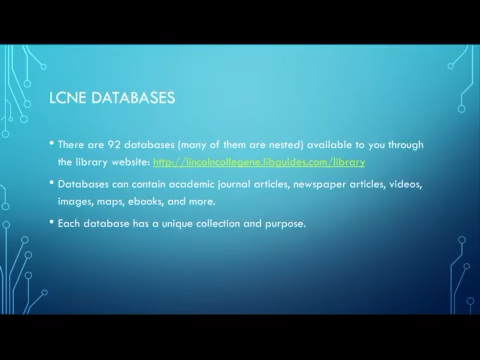 LCNE DATABASES
• There are 92 databases (many of them are nested) available to you through
the library website: http://lincolncollegene.libguides.com/library
• Databases can contain academic journal articles, newspaper articles, videos,
images, maps, ebooks, and more.
• Each database has a unique collection and purpose.